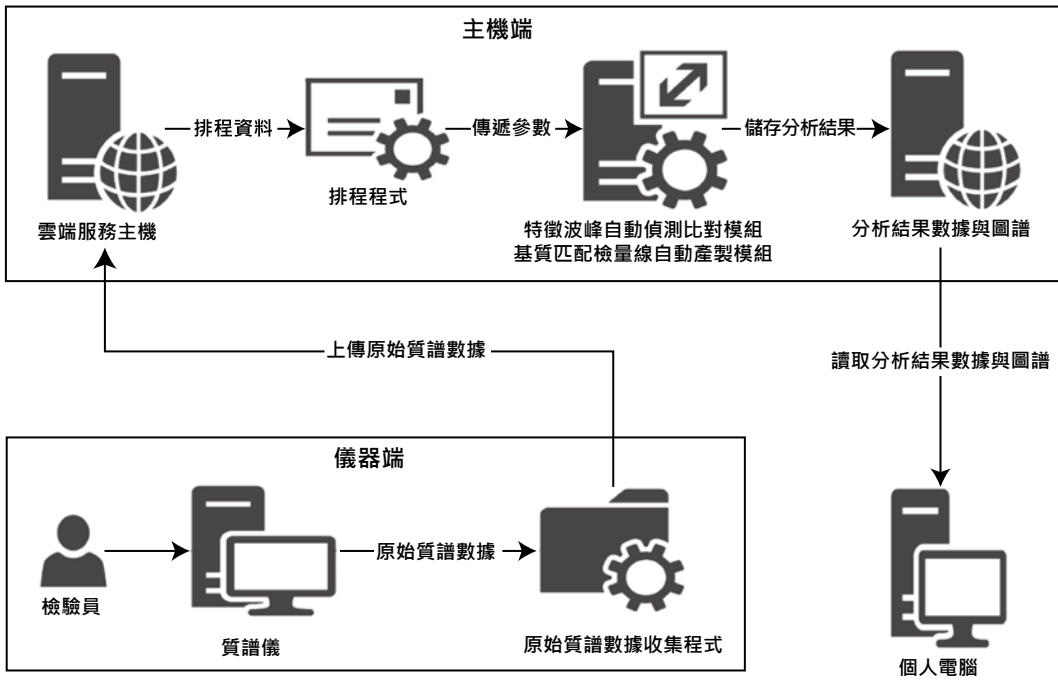 主機端
排程資料
傳遞參數
儲存分析結果
雲端服務主機
排程程式
特徵波峰自動偵測比對模組
基質匹配檢量線自動產製模組
分析結果數據與圖譜
上傳原始質譜數據
讀取分析結果數據與圖譜
儀器端
原始質譜數據
檢驗員
質譜儀
原始質譜數據收集程式
個人電腦